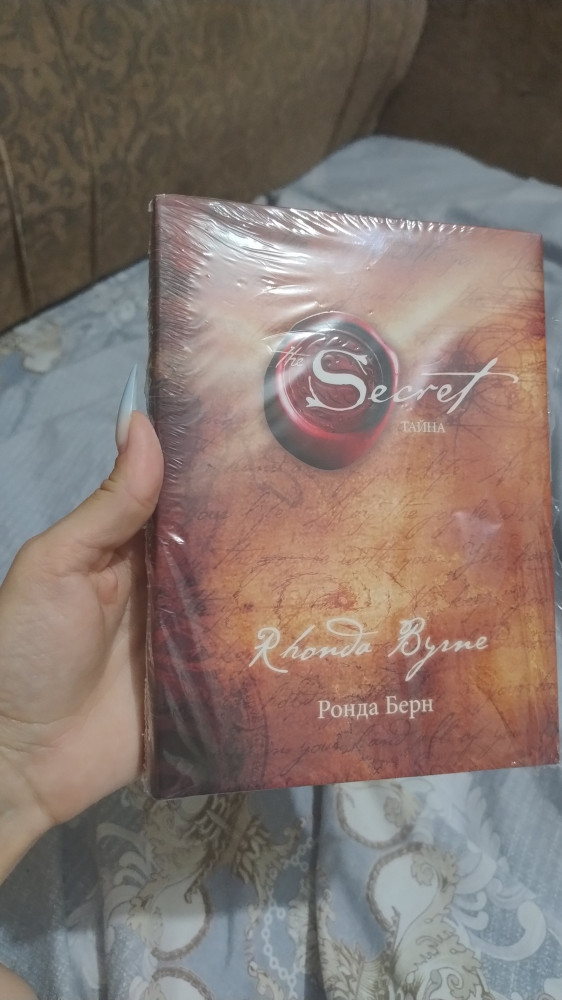 the Secret
ТАЙНА
Rhonda Byrne
Ронда Берн